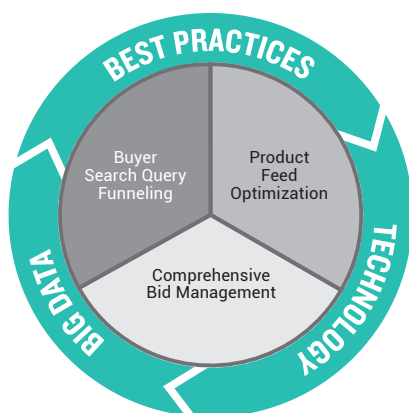 BEST PRACTICES
Buyer
Search Query
Funneling
Product
Feed
Optimization
Comprehensive
Bid Management
BIG DATA
TECHNOLOGY